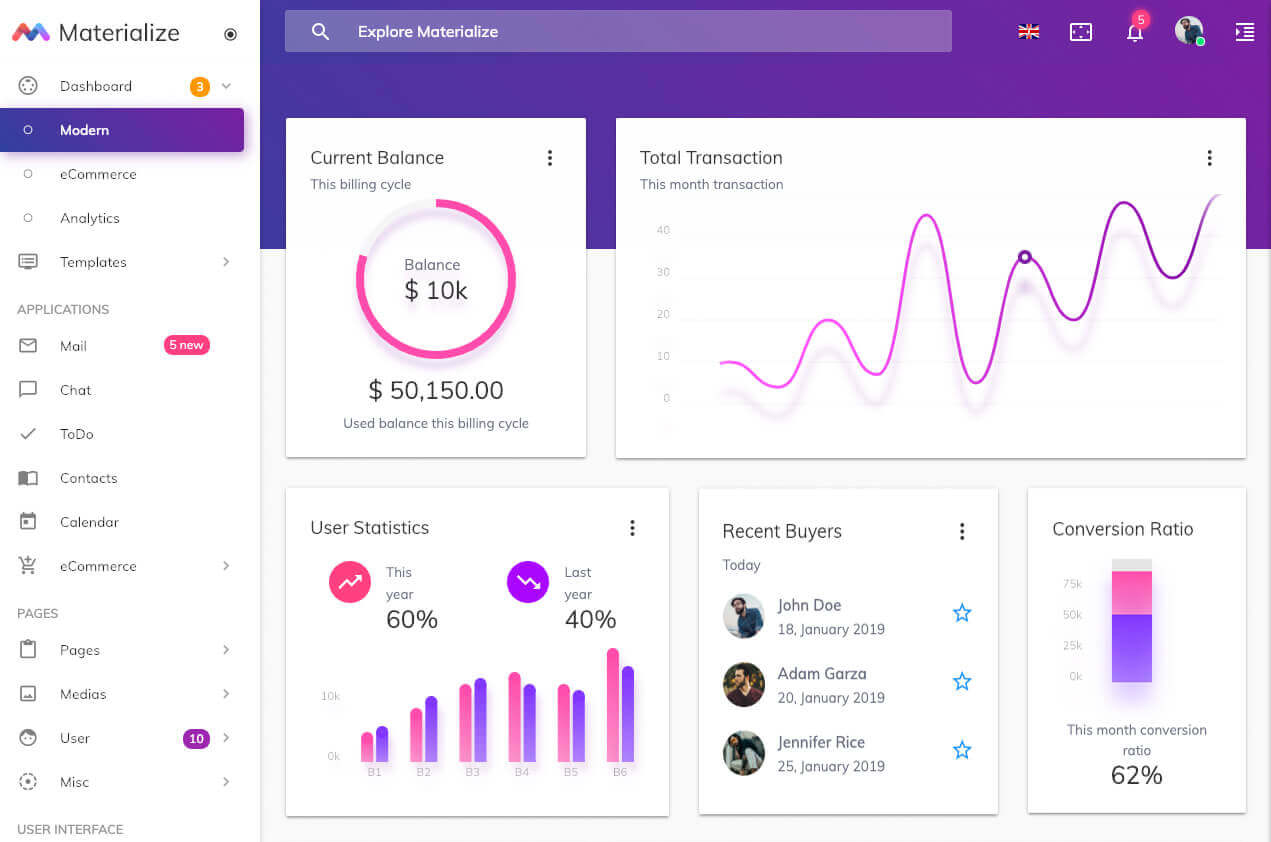 Materialize
Dashboard 3
Modern
eCommerce
Analytics
Templates
APPLICATIONS
Mail 5 new
Chat
ToDo
Contacts
Calendar
eCommerce
PAGES
Pages
Medias
User 10
Misc
USER INTERFACE
Explore Materialize
5
Current Balance
This billing cycle
Balance
$ 10k
$ 50,150.00
Used balance this billing cycle
Total Transaction
This month transaction
40
30
20
10
0
User Statistics
This
year
60%
Last
year
40%
10k
0k
B1 B2 B3 B4 B5 B6
Recent Buyers
Today
John Doe
18, January 2019
Adam Garza
20, January 2019
Jennifer Rice
25, January 2019
Conversion Ratio
75k
50k
25k
0k
This month conversion
ratio
62%